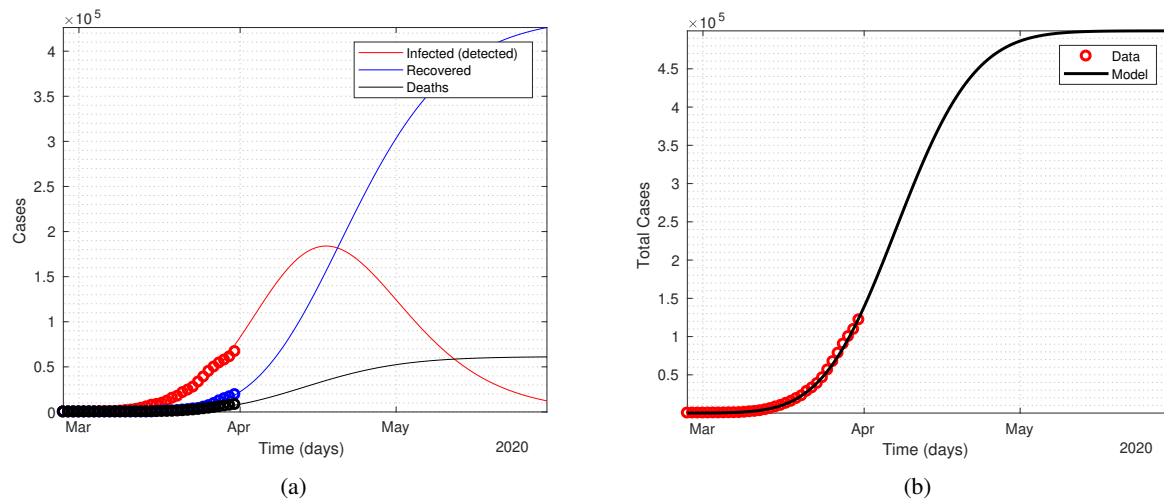 ×10^5
4
3.5
3
2.5
2
1.5
1
0.5
0
Cases
Infected (detected)
Recovered
Deaths
Mar
Apr
May
Time (days)
2020
(a)
×10^5
4.5
4
3.5
3
2.5
2
1.5
1
0.5
Total Cases
Data
Model
Mar
Apr
May
Time (days)
2020
(b)